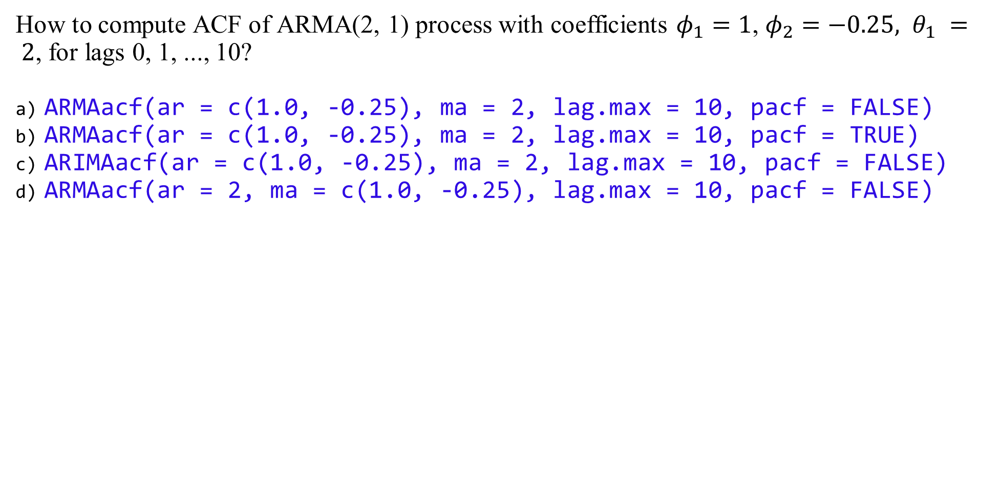 How to compute ACF of ARMA(2, 1) process with coefficients 𝜙₁ = 1, 𝜙₂ = −0.25, 𝜃₁ =
2, for lags 0, 1, ..., 10?
a) ARMAacf(ar = c(1.0, -0.25), ma = 2, lag.max = 10, pacf = FALSE)
b) ARMAacf(ar = c(1.0, -0.25), ma = 2, lag.max = 10, pacf = TRUE)
c) ARIMAacf(ar = c(1.0, -0.25), ma = 2, lag.max = 10, pacf = FALSE)
d) ARMAacf(ar = 2, ma = c(1.0, -0.25), lag.max = 10, pacf = FALSE)